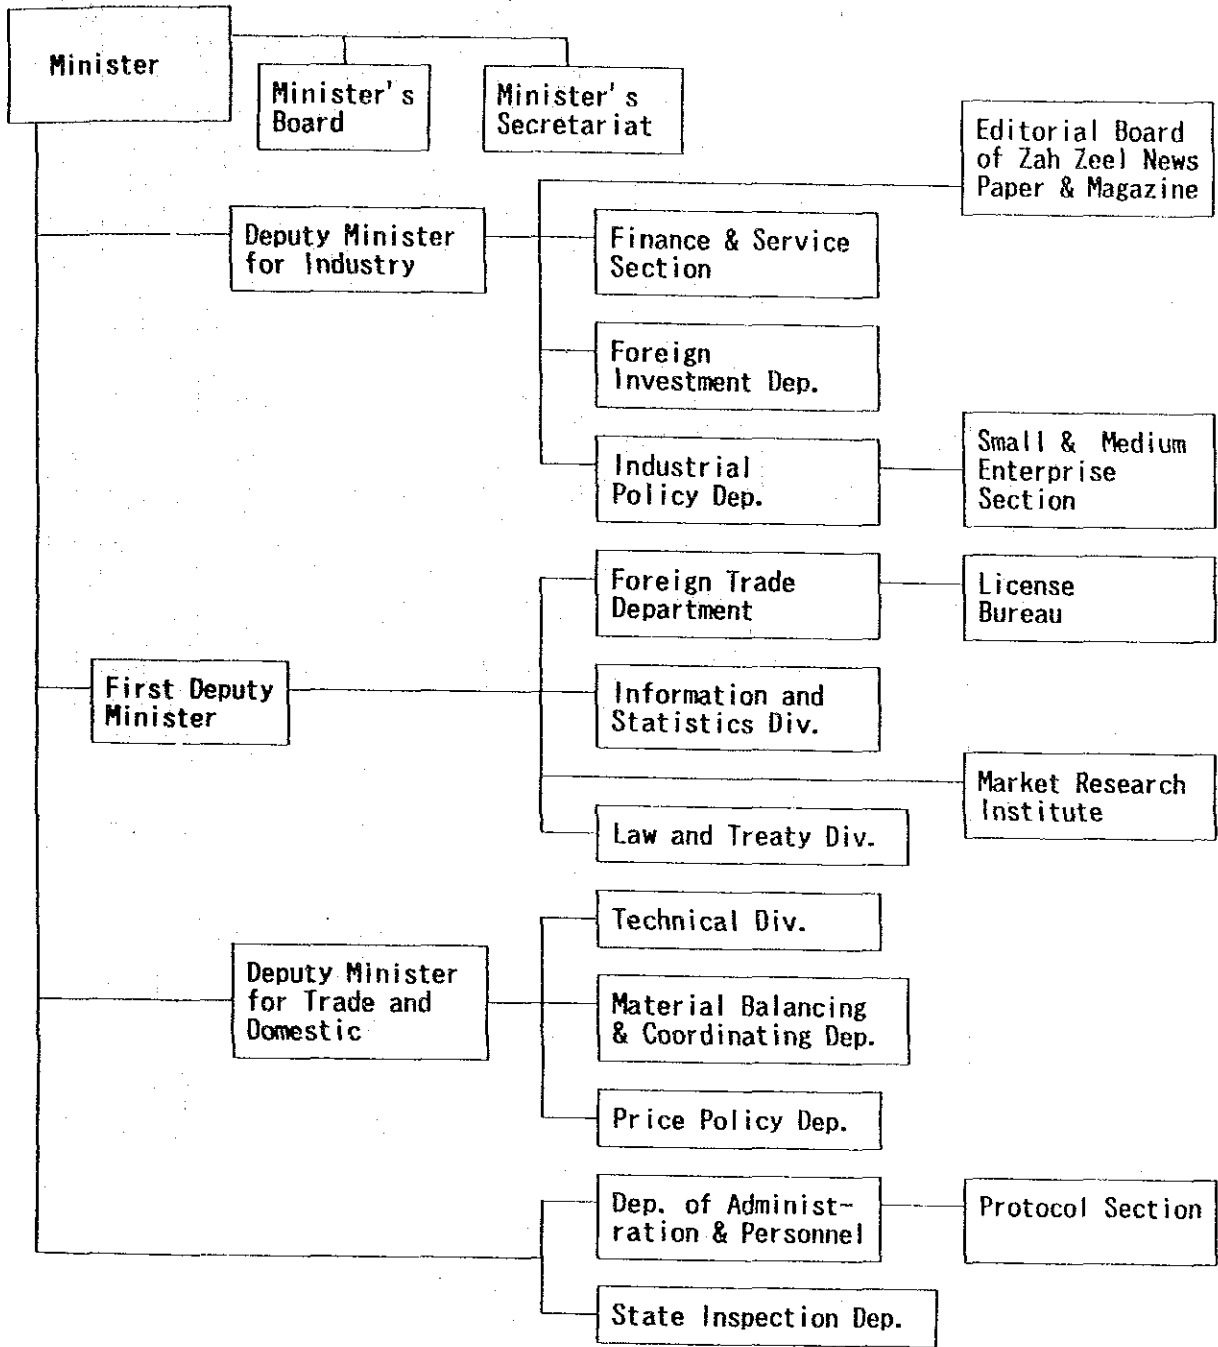 Minister
Minister's
Board
Minister's
Secretariat
Editorial Board
of Zah Zeel News
Paper & Magazine
Deputy Minister
for Industry
Finance & Service
Section
Foreign
Investment Dep.
Industrial
Policy Dep.
Small & Medium
Enterprise
Section
Foreign Trade
Department
License
Bureau
First Deputy
Minister
Information and
Statistics Div.
Market Research
Institute
Law and Treaty Div.
Technical Div.
Deputy Minister
for Trade and
Domestic
Material Balancing
& Coordinating Dep.
Price Policy Dep.
Dep. of Administ-
ration & Personnel
Protocol Section
State Inspection Dep.